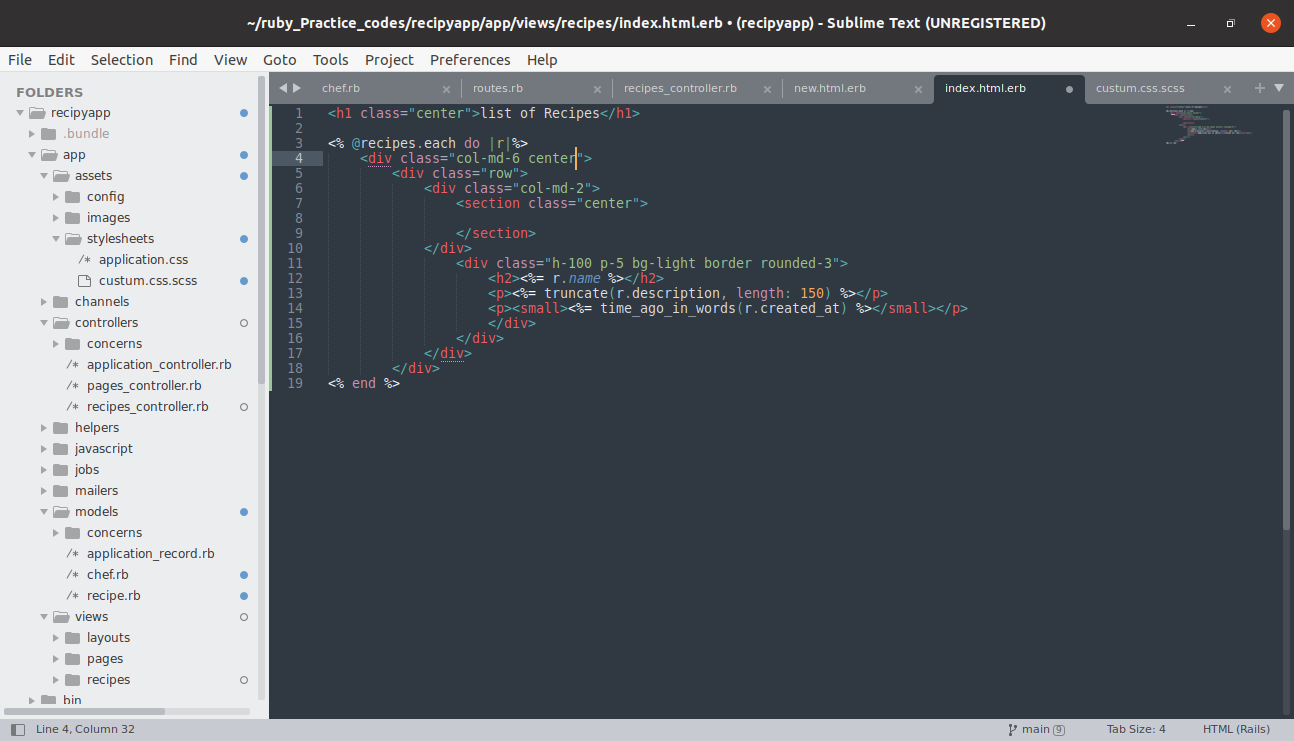 ~/ruby_Practice_codes/recipyapp/app/views/recipes/index.html.erb • (recipyapp) - Sublime Text (UNREGISTERED)
File Edit Selection Find View Goto Tools Project Preferences Help
FOLDERS
recipyapp
.bundle
app
assets
config
images
stylesheets
/* application.css
custum.css.scss
channels
controllers
concerns
/* application_controller.rb
/* pages_controller.rb
/* recipes_controller.rb
helpers
javascript
jobs
mailers
models
concerns
/* application_record.rb
/* chef.rb
/* recipe.rb
views
layouts
pages
recipes
bin
chef.rb routes.rb recipes_controller.rb new.html.erb index.html.erb custum.css.scss
1 <h1 class="center">list of Recipes</h1>
2
3 <% @recipes.each do |r|%>
4     <div class="col-md-6 center">
5         <div class="row">
6             <div class="col-md-2">
7                 <section class="center">
8
9                 </section>
10             </div>
11                 <div class="h-100 p-5 bg-light border rounded-3">
12                     <h2><%= r.name %></h2>
13                     <p><%= truncate(r.description, length: 150) %></p>
14                     <p><small><%= time_ago_in_words(r.created_at) %></small></p>
15                     </div>
16                 </div>
17             </div>
18         </div>
19 <% end %>
Line 4, Column 32 main 9 Tab Size: 4 HTML (Rails)